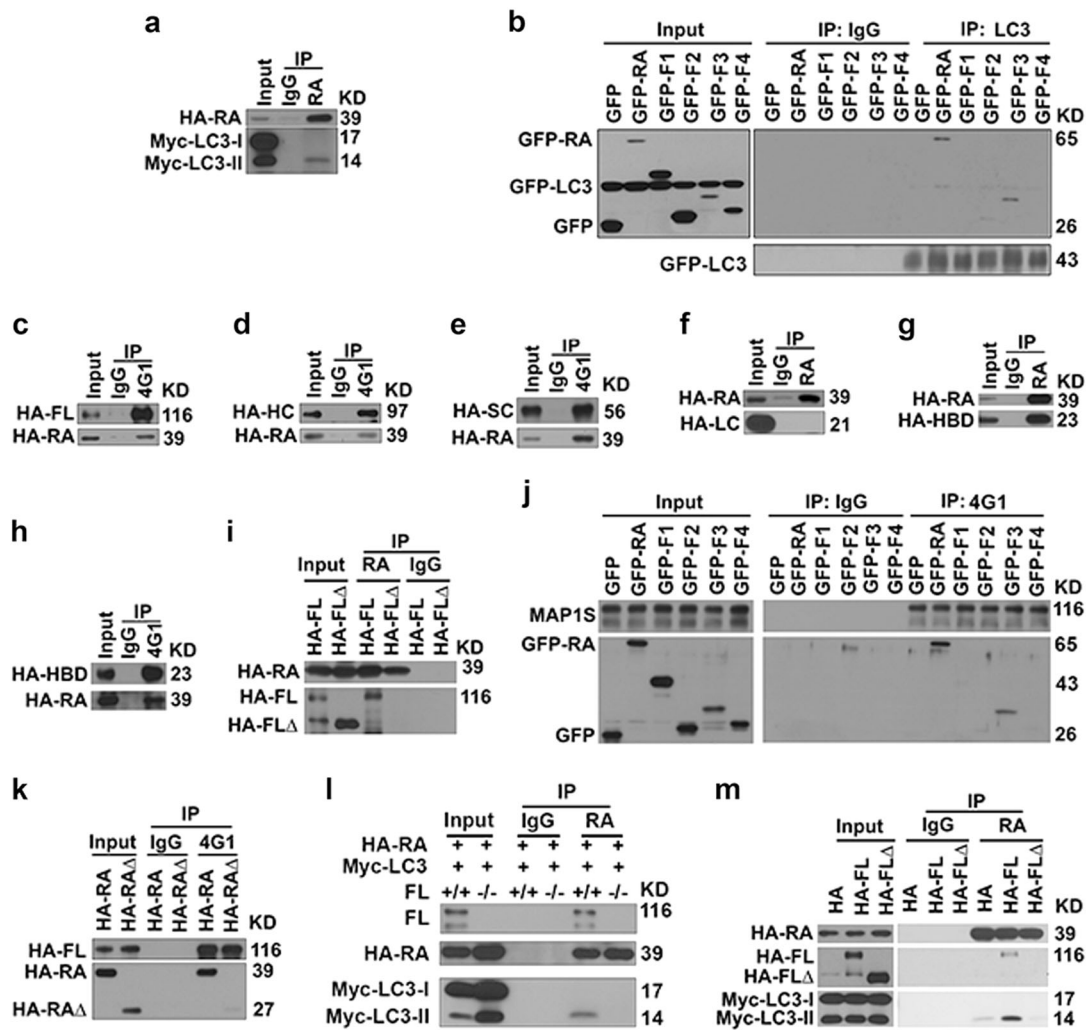 a
IP
Input
IgG
RA
KD
HA-RA
39
Myc-LC3-I
17
Myc-LC3-II
14
b
Input
IP: IgG
IP: LC3
GFP
GFP-RA
GFP-F1
GFP-F2
GFP-F3
GFP-F4
GFP
GFP-RA
GFP-F1
GFP-F2
GFP-F3
GFP-F4
GFP
GFP-RA
GFP-F1
GFP-F2
GFP-F3
GFP-F4
KD
GFP-RA
65
GFP-LC3
GFP
26
GFP-LC3
43
c
IP
Input
IgG
4G1
KD
HA-FL
116
HA-RA
39
d
IP
Input
IgG
4G1
KD
HA-HC
97
HA-RA
39
e
IP
Input
IgG
4G1
KD
HA-SC
56
HA-RA
39
f
IP
Input
IgG
RA
KD
HA-RA
39
HA-LC
21
g
IP
Input
IgG
RA
KD
HA-RA
39
HA-HBD
23
h
IP
Input
IgG
4G1
KD
HA-HBD
23
HA-RA
39
i
IP
Input
RA
IgG
HA-FL
HA-FLΔ
HA-FL
HA-FLΔ
HA-FL
HA-FLΔ
KD
HA-RA
39
HA-FL
116
HA-FLΔ
j
Input
IP: IgG
IP: 4G1
GFP
GFP-RA
GFP-F1
GFP-F2
GFP-F3
GFP-F4
GFP
GFP-RA
GFP-F1
GFP-F2
GFP-F3
GFP-F4
GFP
GFP-RA
GFP-F1
GFP-F2
GFP-F3
GFP-F4
KD
MAP1S
116
GFP-RA
65
43
GFP
26
k
IP
Input
IgG
4G1
HA-RA
HA-RAΔ
HA-RA
HA-RAΔ
HA-RA
HA-RAΔ
KD
HA-FL
116
HA-RA
39
HA-RAΔ
27
l
IP
Input
IgG
RA
HA-RA + + + + + +
Myc-LC3 + + + + + +
FL +/+ -/- +/+ -/- +/+ -/- KD
FL
116
HA-RA
39
Myc-LC3-I
17
Myc-LC3-II
14
m
IP
Input
IgG
RA
HA
HA-FL
HA-FLΔ
HA
HA-FL
HA-FLΔ
HA
HA-FL
HA-FLΔ
KD
HA-RA
39
HA-FL
116
HA-FLΔ
Myc-LC3-I
17
Myc-LC3-II
14